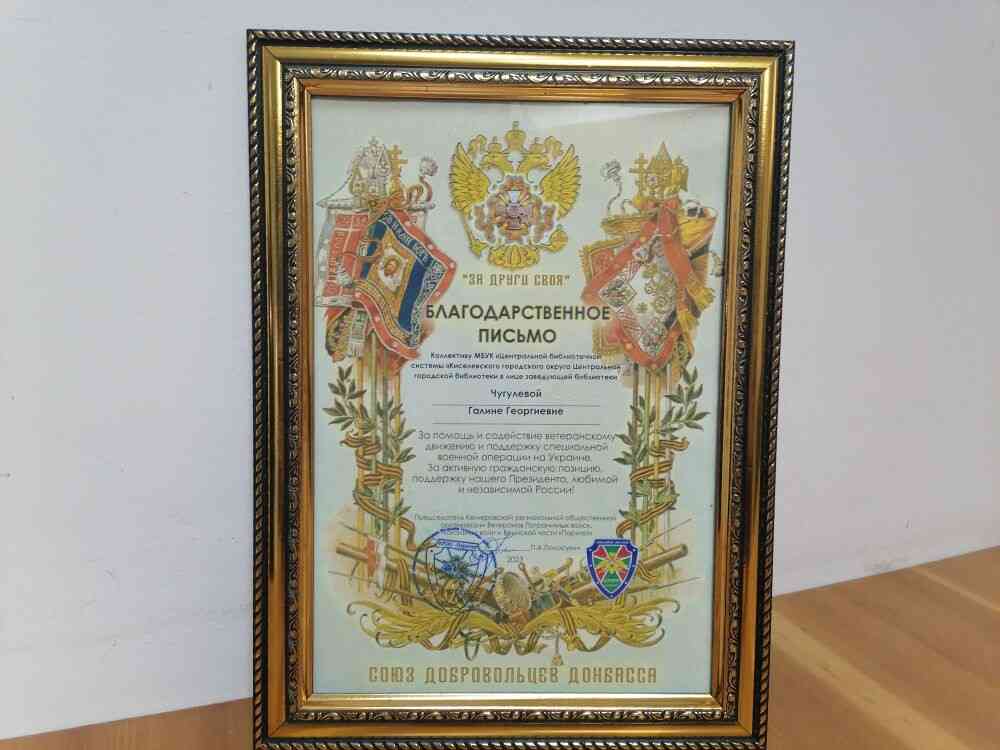 "ЗА ДРУГИ СВОЯ"
БЛАГОДАРСТВЕННОЕ
ПИСЬМО
Коллективу МБУК «Центральной библиотечной
системы «Киселевского городского округа Центральной
городской библиотеки в лице заведующей библиотеки
Чугулевой
Галине Георгиевне
За помощь и содействие ветеранскому
движению и поддержку специальной
военной операции на Украине.
За активную гражданскую позицию,
поддержку нашего Президента, любимой
и независимой России!
Председатель Кемеровской региональной общественной
организации Ветеранов Пограничных войск,
2023
СОЮЗ ДОБРОВОЛЬЦЕВ ДОНБАССА